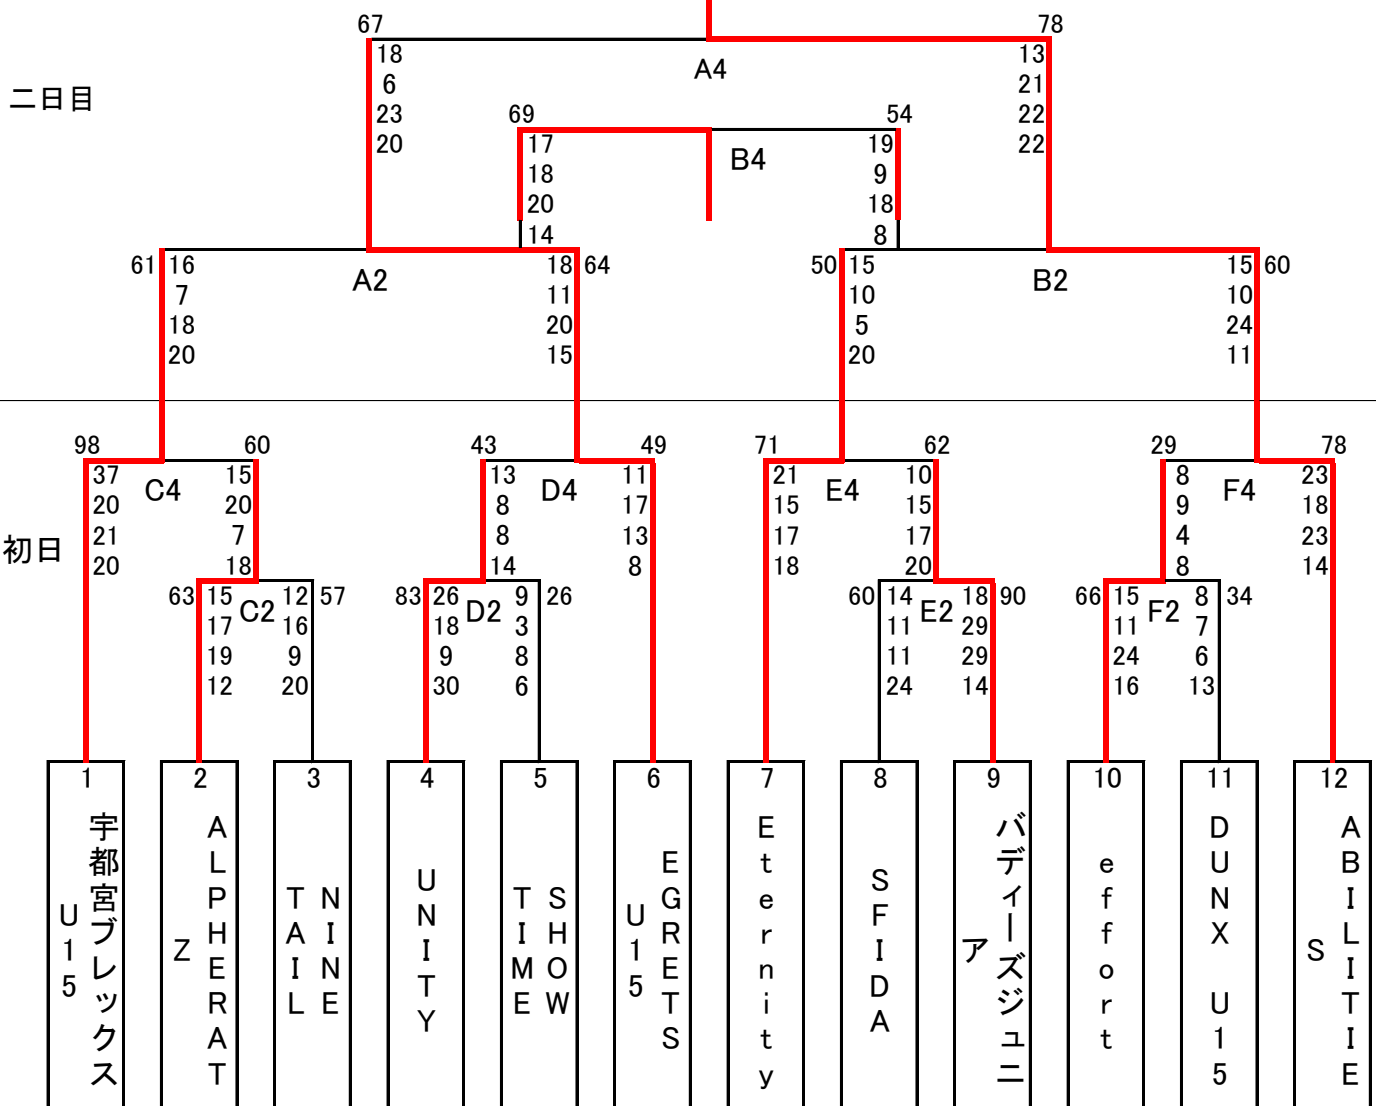 67 78
18 13
A4
6 21
二日目
23 69 54 22
20 17 19 22
B4
18 9
20 18
14 8
61 16 18 64 50 15 15 60
A2 B2
7 11 10 10
18 20 5 24
20 15 20 11
98 60 43 49 71 62 29 78
37 15 13 11 21 10 8 23
C4 D4 E4 F4
20 20 8 17 15 15 9 18
初日
21 7 8 13 17 17 4 23
20 18 14 8 18 20 8 14
63 15 12 57 83 26 9 26 60 14 18 90 66 15 8 34
C2 D2 E2 F2
17 16 18 3 11 29 11 7
19 9 9 8 11 29 24 6
12 20 30 6 24 14 16 13
1
宇都宮ブレックス
U15
2
ALPHERAT
Z
3
NINE
TAIL
4
UNITY
5
SHOW
TIME
6
EGRETS
U15
7
Eternity
8
SFIDA
9
バディーズジュニ
ア
10
effort
11
DUNX U15
12
ABILITIE
S